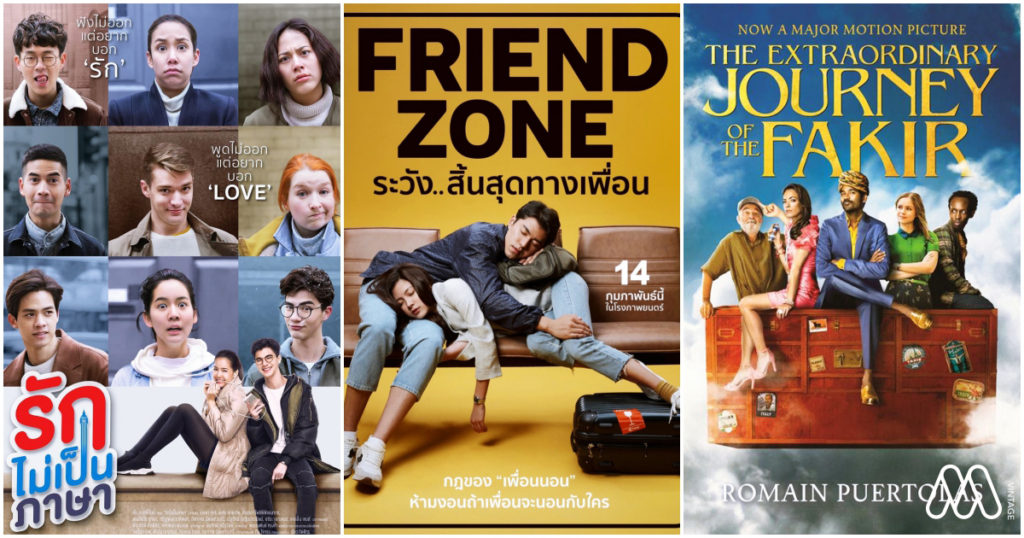 ฟังไม่ออก
แต่อยาก
บอก
‘รัก’
พูดไม่ออก
แต่อยาก
บอก
‘LOVE’
รัก
ไม่เป็น
ภาษา
FRIEND
ZONE
ระวัง..สิ้นสุดทางเพื่อน
14
กุมภาพันธ์นี้
ในโรงภาพยนตร์
กฎของ “เพื่อนนอน”
ห้ามงอนถ้าเพื่อนจะนอนกับใคร
NOW A MAJOR MOTION PICTURE
THE EXTRAORDINARY
JOURNEY
OF THE FAKIR
ROMAIN PUERTOLAS
VINTAGE